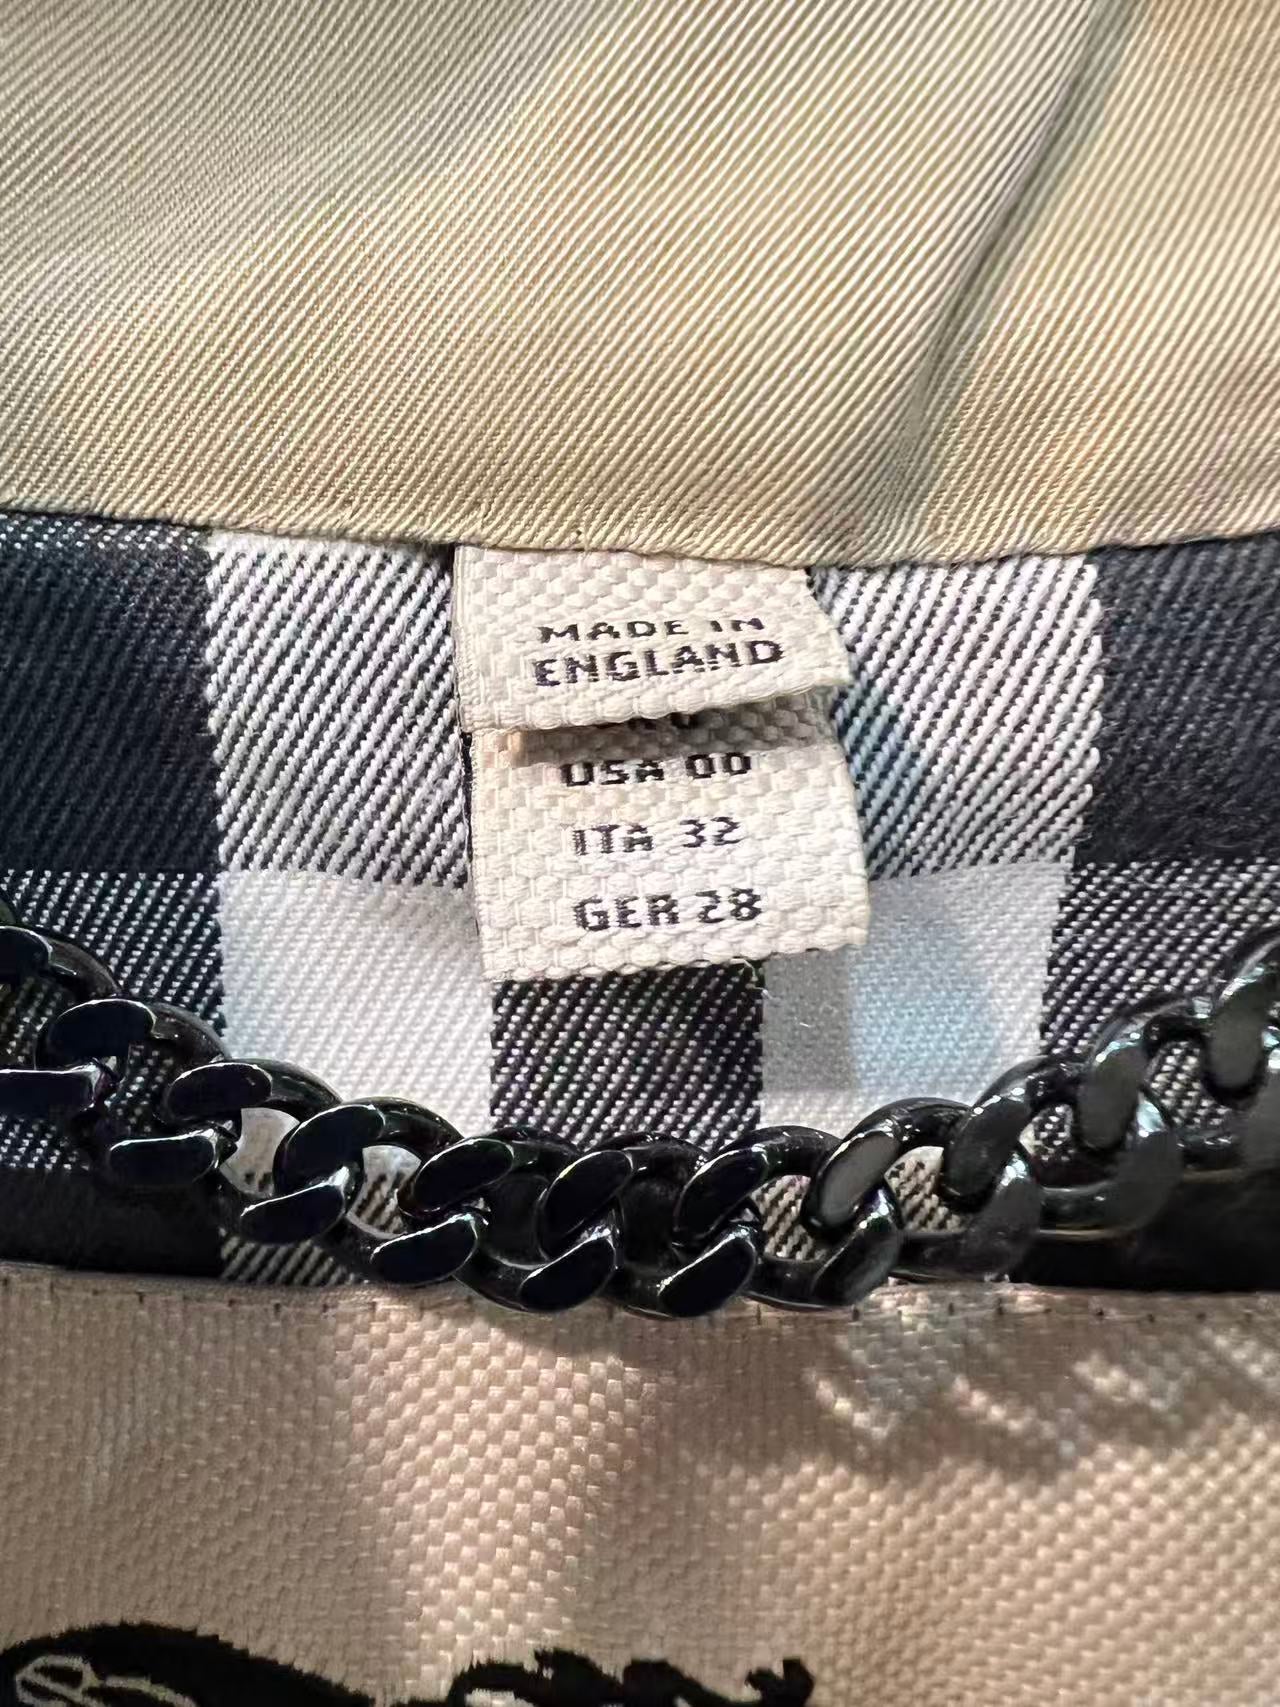 MADE IN
ENGLAND
USA 00
ITA 32
GER 28